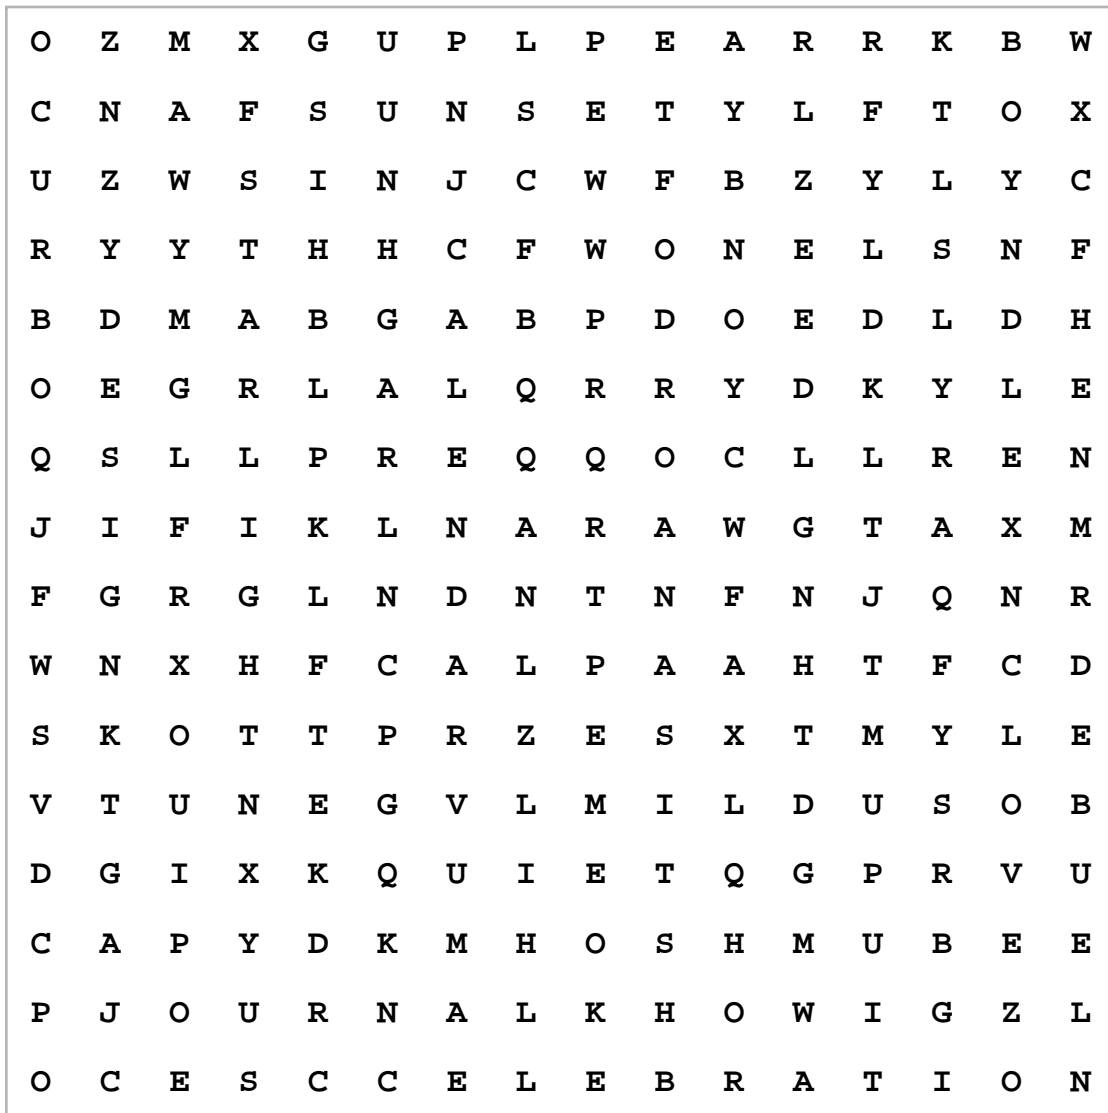 O Z M X G U P L P E A R R K B W
C N A F S U N S E T Y L F T O X
U Z W S I N J C W F B Z Y L Y C
R Y Y T H H C F W O N E L S N F
B D M A B G A B P D O E D L D H
O E G R L A L Q R R Y D K Y L E
Q S L L P R E Q Q O C L L R E N
J I F I K L N A R A W G T A X M
F G R G L N D N T N F N J Q N R
W N X H F C A L P A A H T F C D
S K O T T P R Z E S X T M Y L E
V T U N E G V L M I L D U S O B
D G I X K Q U I E T Q G P R V U
C A P Y D K M H O S H M U B E E
P J O U R N A L K H O W I G Z L
O C E S C C E L E B R A T I O N